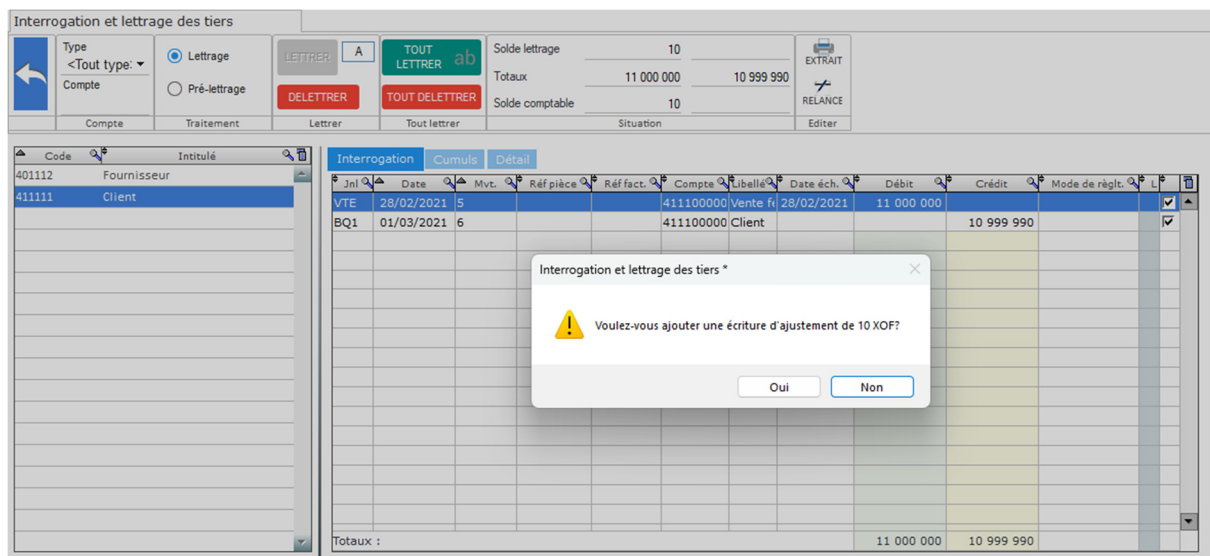 Interrogation et lettrage des tiers
Type
<Tout type:
Compte
Compte
Lettrage
Pré-lettrage
Traitement
LETTRER A
DELETTRER
Lettrer
TOUT LETTRER ab
TOUT DELETTRER
Tout lettrer
Solde lettrage 10
Totaux 11 000 000 10 999 990
Solde comptable 10
Situation
EXTRAIT
RELANCE
Editer
Code Intitulé
401112 Fournisseur
411111 Client
Interrogation Cumuls Détail
Jnl Date Mvt. Réf pièce Réf fact. Compte Libellé Date éch. Débit Crédit Mode de règlt. L
VTE 28/02/2021 5 411100000 Vente fe 28/02/2021 11 000 000
BQ1 01/03/2021 6 411100000 Client 10 999 990
Interrogation et lettrage des tiers *
Voulez-vous ajouter une écriture d'ajustement de 10 XOF?
Oui Non
Totaux : 11 000 000 10 999 990